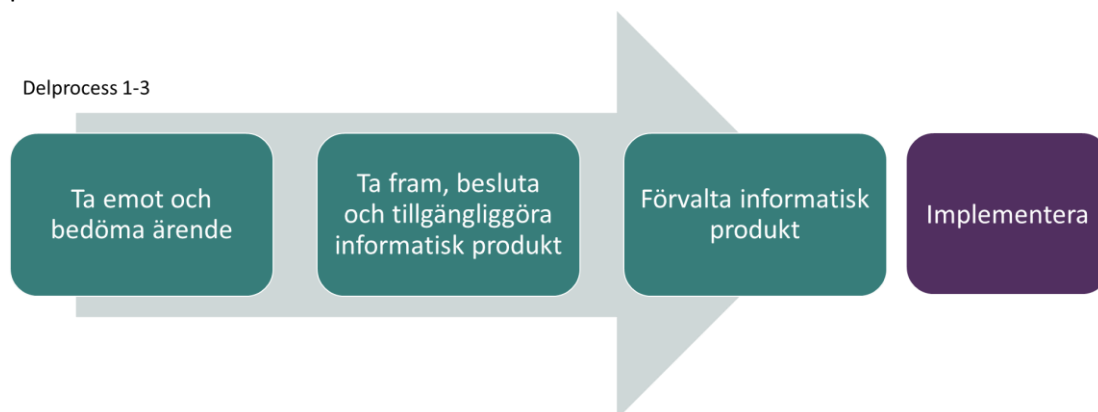 Delprocess 1-3
Ta emot och
bedöma ärende
Ta fram, besluta
och tillgängliggöra
informatisk produkt
Förvalta informatisk
produkt
Implementera